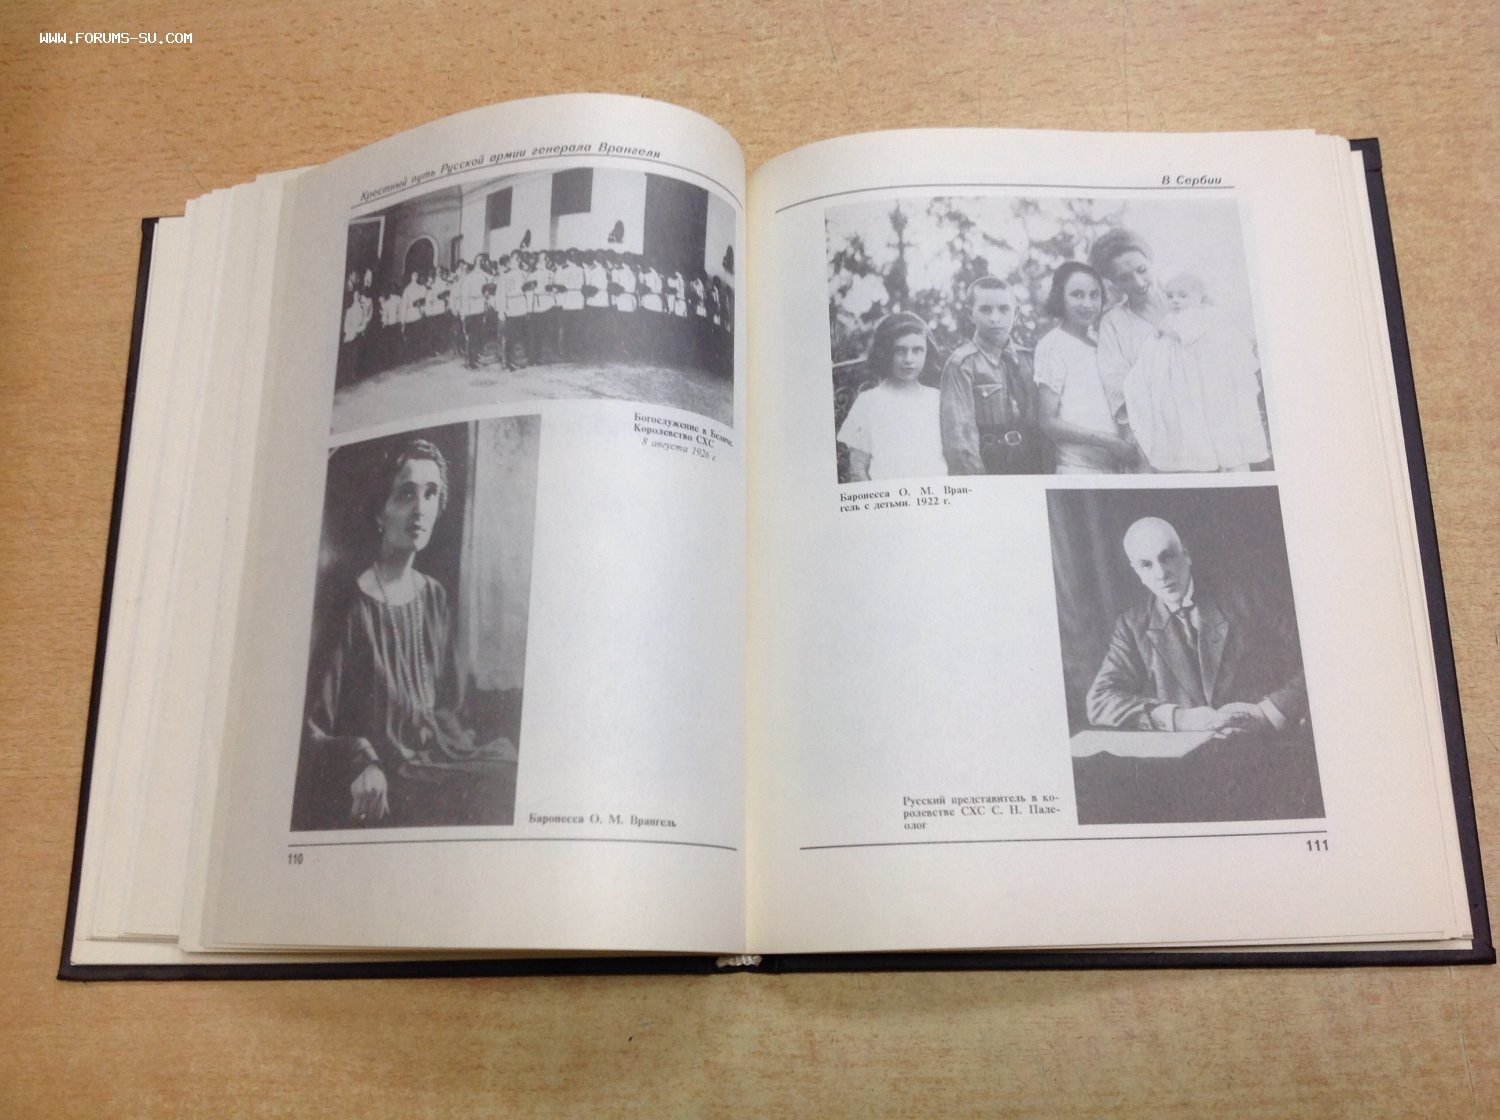 WWW.FORUMS-SU.COM
Крестный путь Русской армии генерала Врангеля
Богослужение в Белече.
Королевство СХС
8 августа 1926 г.
Баронесса О. М. Врангель
110
В Сербии
Баронесса О. М. Вран-
гель с детьми. 1922 г.
Русский представитель в ко-
ролевстве СХС С. Н. Пале-
олог
111